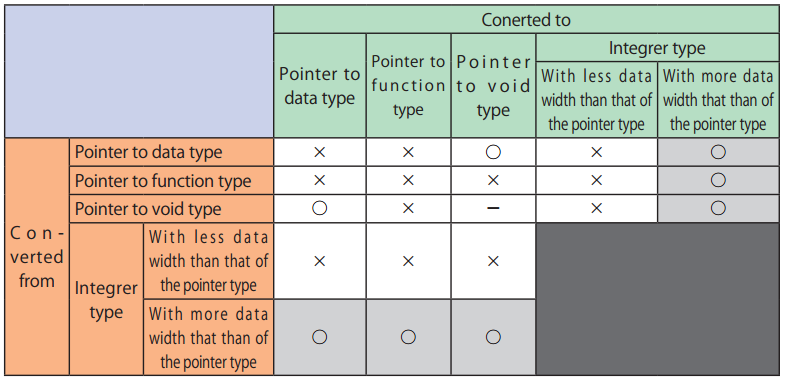 Conerted to
Integrer type
Pointer to
data type
Pointer to
function
type
Pointer
to void
type
With less data
width than that of
the pointer type
With more data
width that than of
the pointer type
Con-
verted
from
Pointer to data type
× × ○ × ○
Pointer to function type
× × × × ○
Pointer to void type
○ × − × ○
Integrer
type
With less data
width than that of
the pointer type
× × ×
With more data
width that than of
the pointer type
○ ○ ○